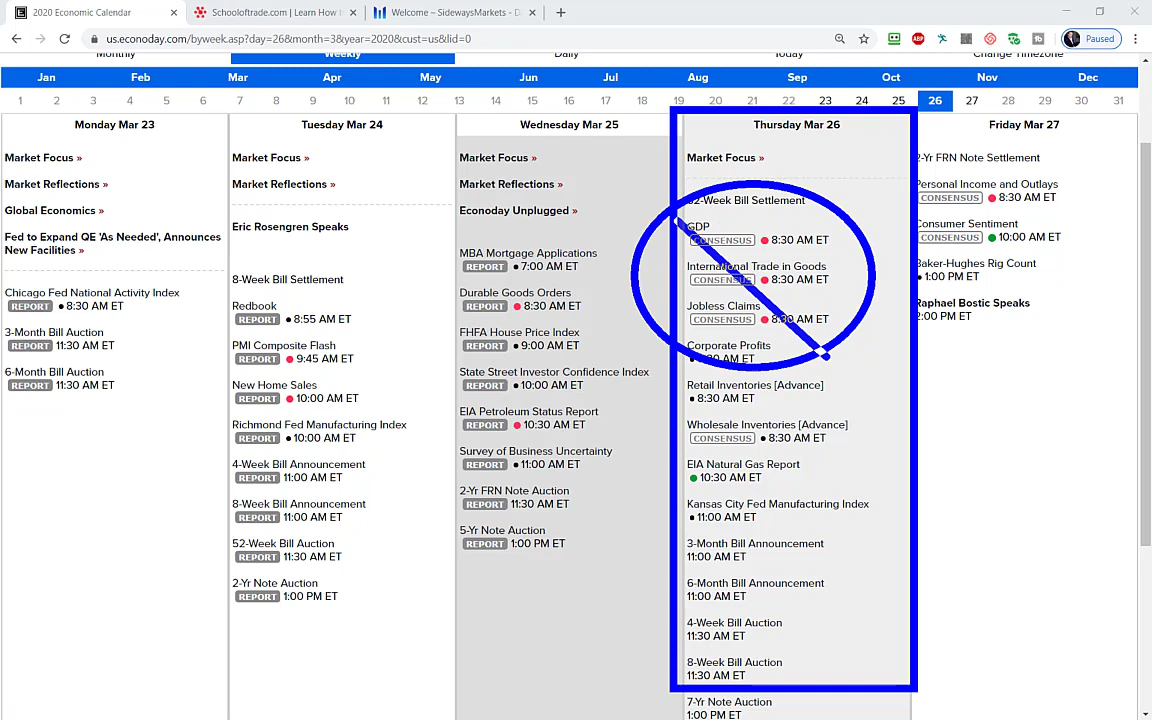 2020 Economic Calendar
Schooloftrade.com | Learn How
Welcome – SidewaysMarkets - D
us.econoday.com/byweek.asp?day=26&month=3&year=2020&cust=us&lid=0
ABP
Paused
Monthly Weekly Daily Today Change Timezone
Jan Feb Mar Apr May Jun Jul Aug Sep Oct Nov Dec
1 2 3 4 5 6 7 8 9 10 11 12 13 14 15 16 17 18 19 20 21 22 23 24 25 26 27 28 29 30 31
Monday Mar 23
Market Focus »
Market Reflections »
Global Economics »
Fed to Expand QE 'As Needed', Announces
New Facilities »
Chicago Fed National Activity Index
REPORT 8:30 AM ET
3-Month Bill Auction
REPORT 11:30 AM ET
6-Month Bill Auction
REPORT 11:30 AM ET
Tuesday Mar 24
Market Focus »
Market Reflections »
Eric Rosengren Speaks
8-Week Bill Settlement
Redbook
REPORT 8:55 AM ET
PMI Composite Flash
REPORT 9:45 AM ET
New Home Sales
REPORT 10:00 AM ET
Richmond Fed Manufacturing Index
REPORT 10:00 AM ET
4-Week Bill Announcement
REPORT 11:00 AM ET
8-Week Bill Announcement
REPORT 11:00 AM ET
52-Week Bill Auction
REPORT 11:30 AM ET
2-Yr Note Auction
REPORT 1:00 PM ET
Wednesday Mar 25
Market Focus »
Market Reflections »
Econoday Unplugged »
MBA Mortgage Applications
REPORT 7:00 AM ET
Durable Goods Orders
REPORT 8:30 AM ET
FHFA House Price Index
REPORT 9:00 AM ET
State Street Investor Confidence Index
REPORT 10:00 AM ET
EIA Petroleum Status Report
REPORT 10:30 AM ET
Survey of Business Uncertainty
REPORT 11:00 AM ET
2-Yr FRN Note Auction
REPORT 11:30 AM ET
5-Yr Note Auction
REPORT 1:00 PM ET
Thursday Mar 26
Market Focus »
52-Week Bill Settlement
GDP
CONSENSUS 8:30 AM ET
International Trade in Goods
CONSENSUS 8:30 AM ET
Jobless Claims
CONSENSUS 8:30 AM ET
Corporate Profits
8:30 AM ET
Retail Inventories [Advance]
8:30 AM ET
Wholesale Inventories [Advance]
CONSENSUS 8:30 AM ET
EIA Natural Gas Report
10:30 AM ET
Kansas City Fed Manufacturing Index
11:00 AM ET
3-Month Bill Announcement
11:00 AM ET
6-Month Bill Announcement
11:00 AM ET
4-Week Bill Auction
11:30 AM ET
8-Week Bill Auction
11:30 AM ET
7-Yr Note Auction
1:00 PM ET
Friday Mar 27
2-Yr FRN Note Settlement
Personal Income and Outlays
CONSENSUS 8:30 AM ET
Consumer Sentiment
CONSENSUS 10:00 AM ET
Baker-Hughes Rig Count
1:00 PM ET
Raphael Bostic Speaks
2:00 PM ET